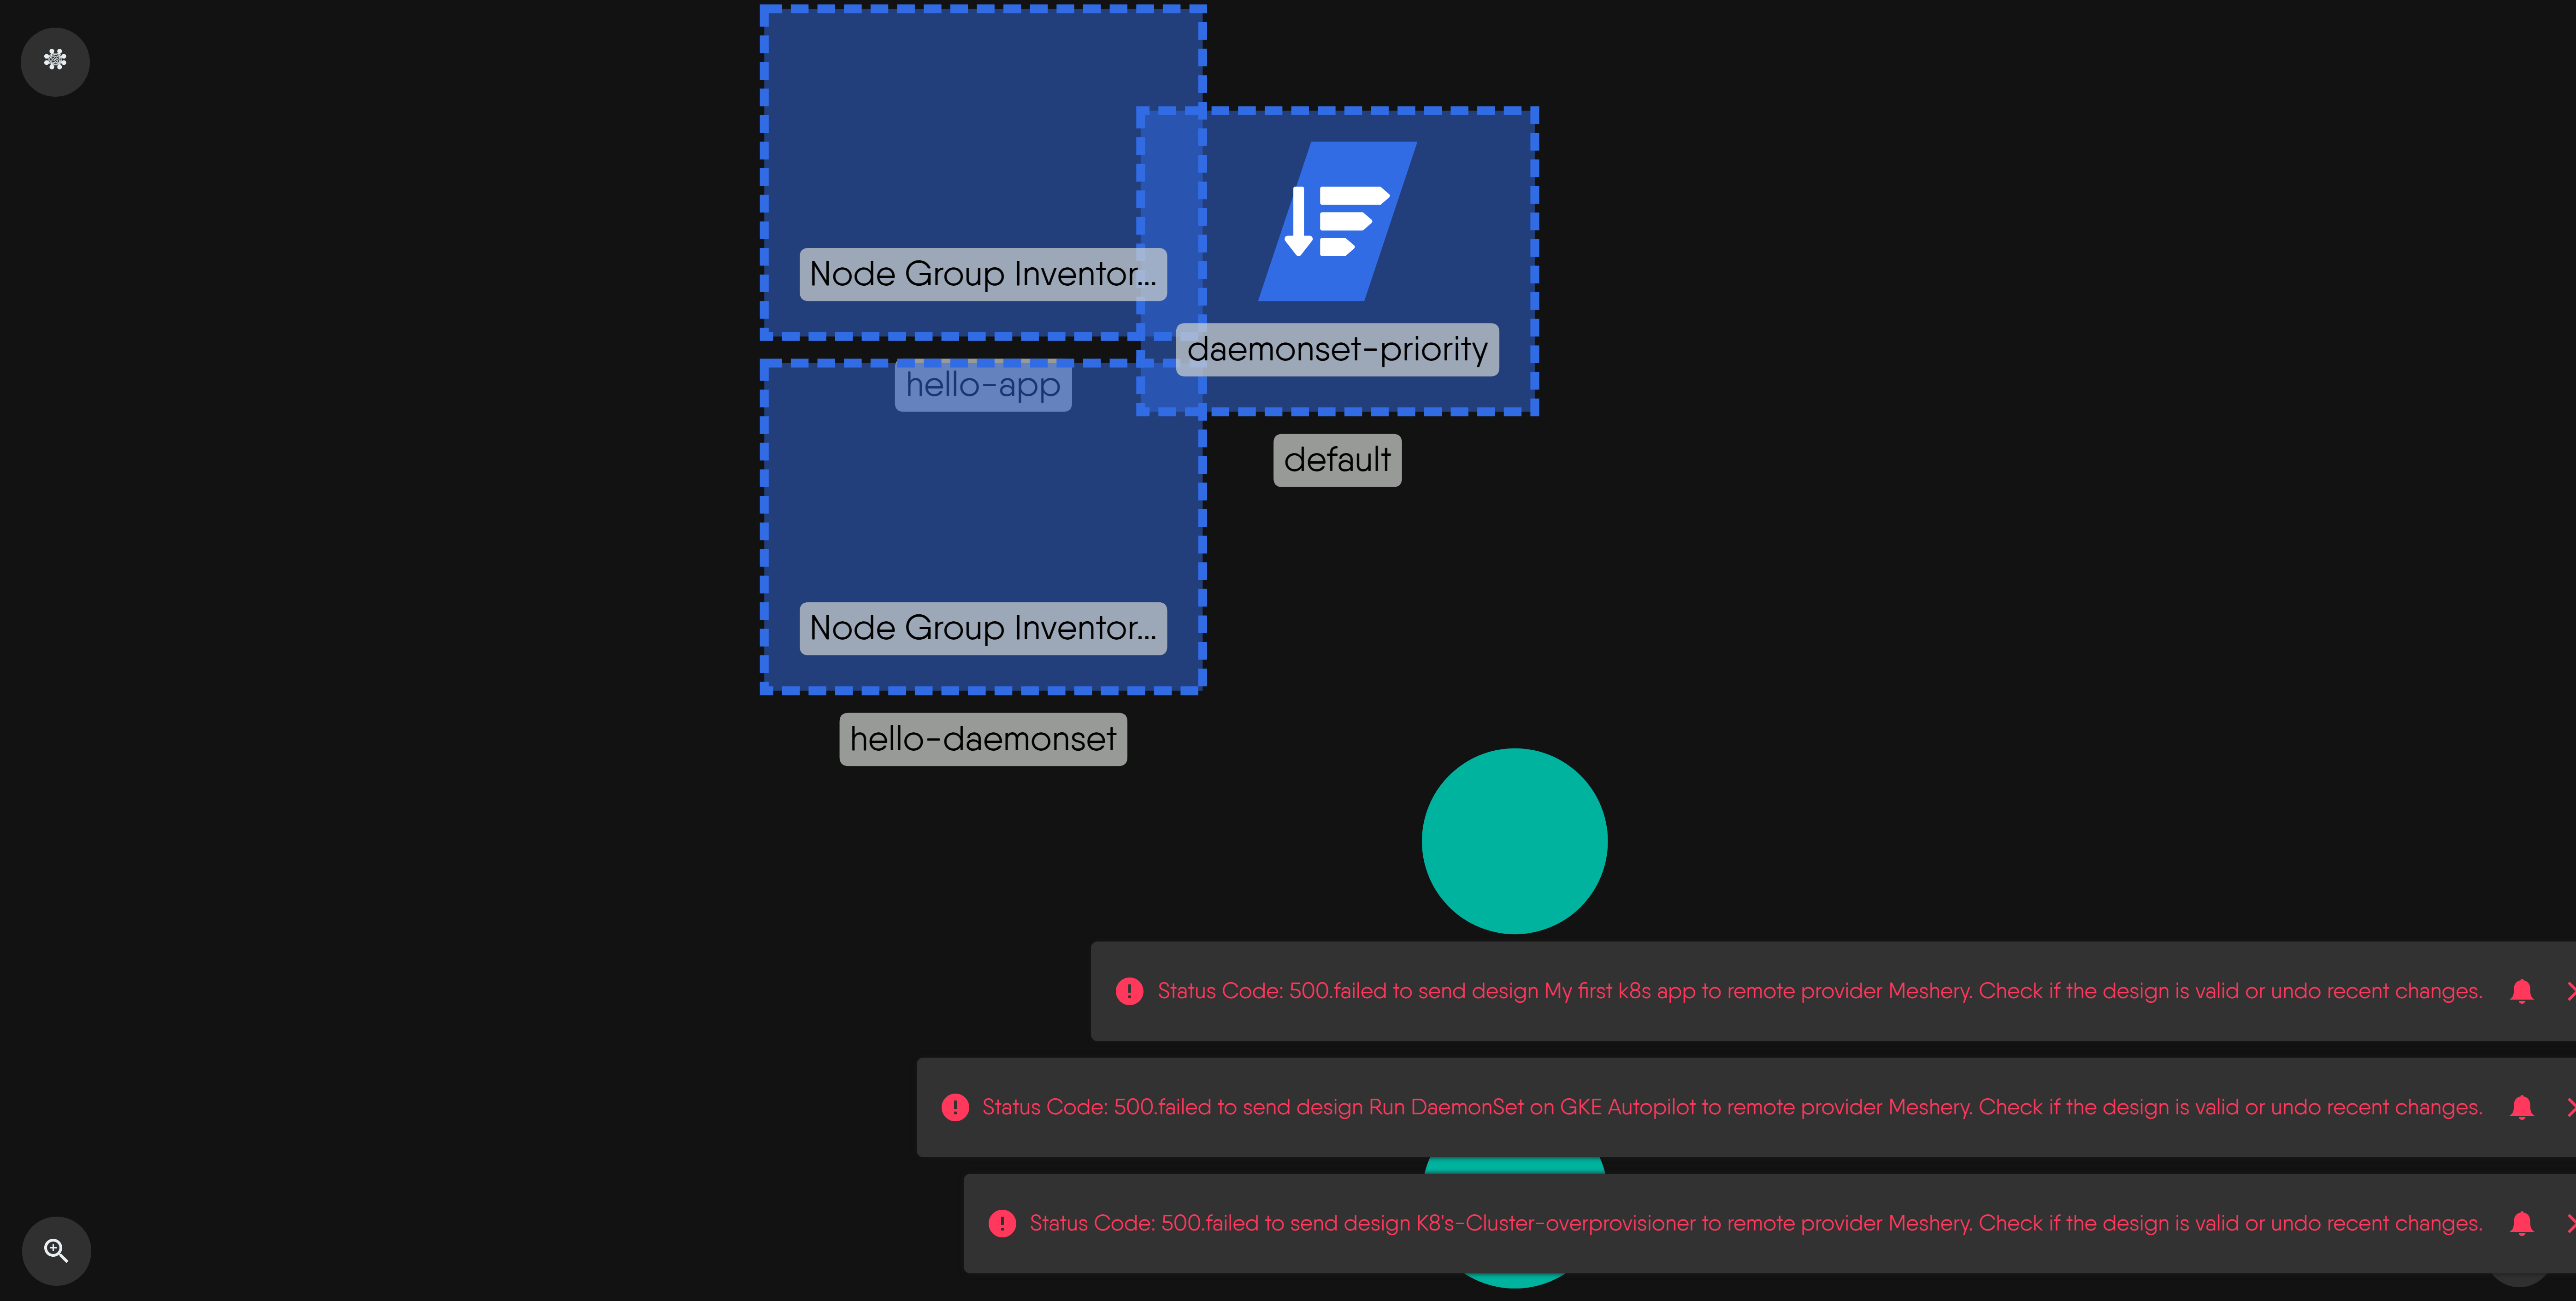 Node Group Inventor...
daemonset-priority
hello-app
default
Node Group Inventor...
hello-daemonset
Status Code: 500.failed to send design My first k8s app to remote provider Meshery. Check if the design is valid or undo recent changes.
Status Code: 500.failed to send design Run DaemonSet on GKE Autopilot to remote provider Meshery. Check if the design is valid or undo recent changes.
Status Code: 500.failed to send design K8's-Cluster-overprovisioner to remote provider Meshery. Check if the design is valid or undo recent changes.